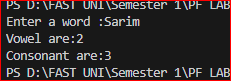 PS D:\FAST UNI\Semester 1\PF LAB
Enter a word :Sarim
Vowel are:2
Consonant are:3
PS D:\FAST UNI\Semester 1\PF LAB